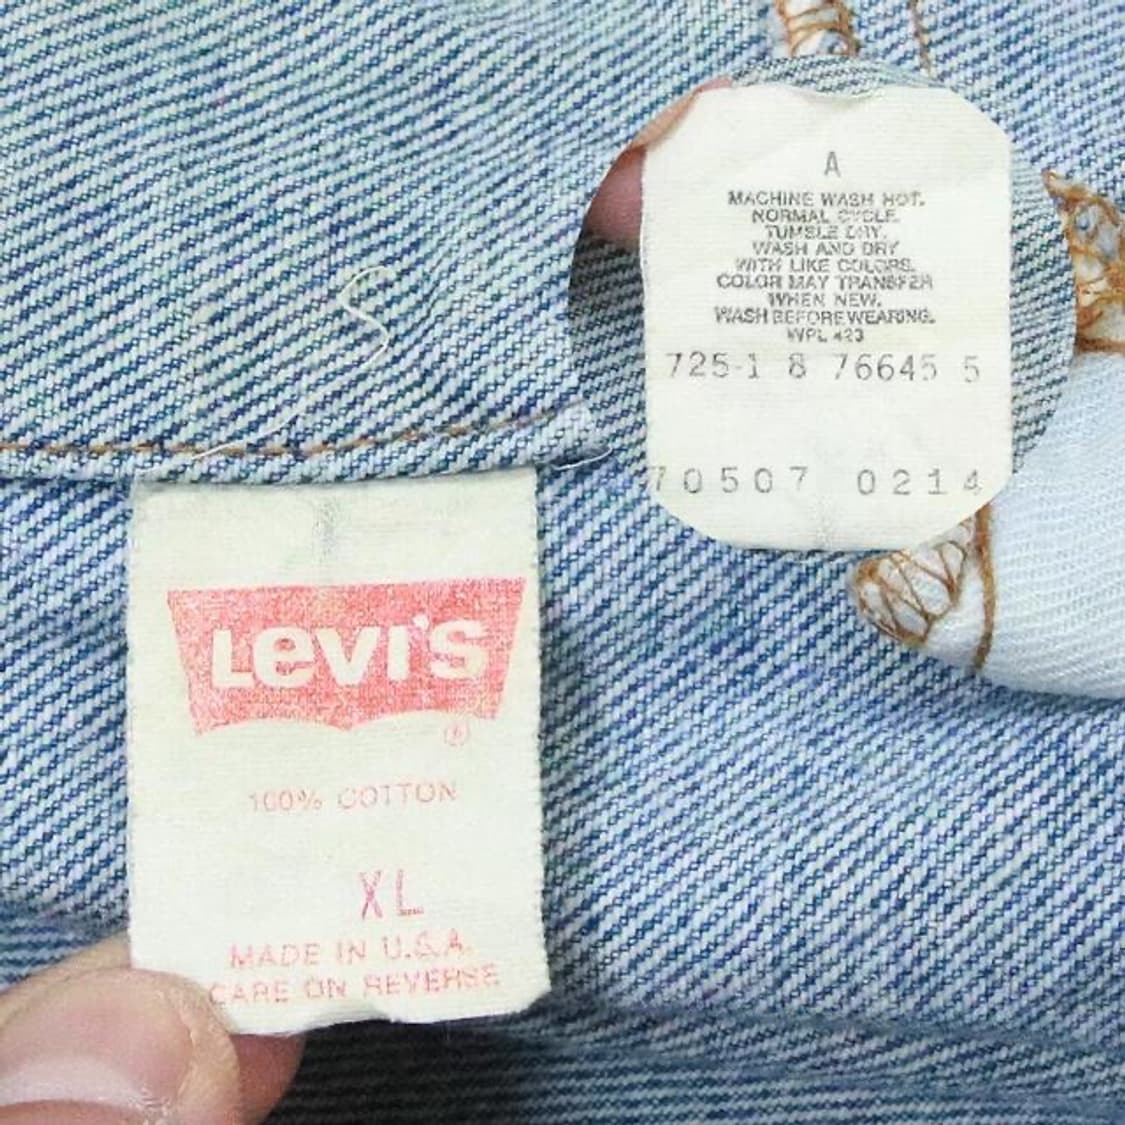 Levi's
®
100% COTTON
XL
MADE IN U.S.A.
CARE ON REVERSE
A
MACHINE WASH HOT.
NORMAL CYCLE.
TUMBLE DRY.
WASH AND DRY
WITH LIKE COLORS.
COLOR MAY TRANSFER
WHEN NEW.
WASH BEFORE WEARING.
WPL 423
725-1 8 76645 5
70507 0214